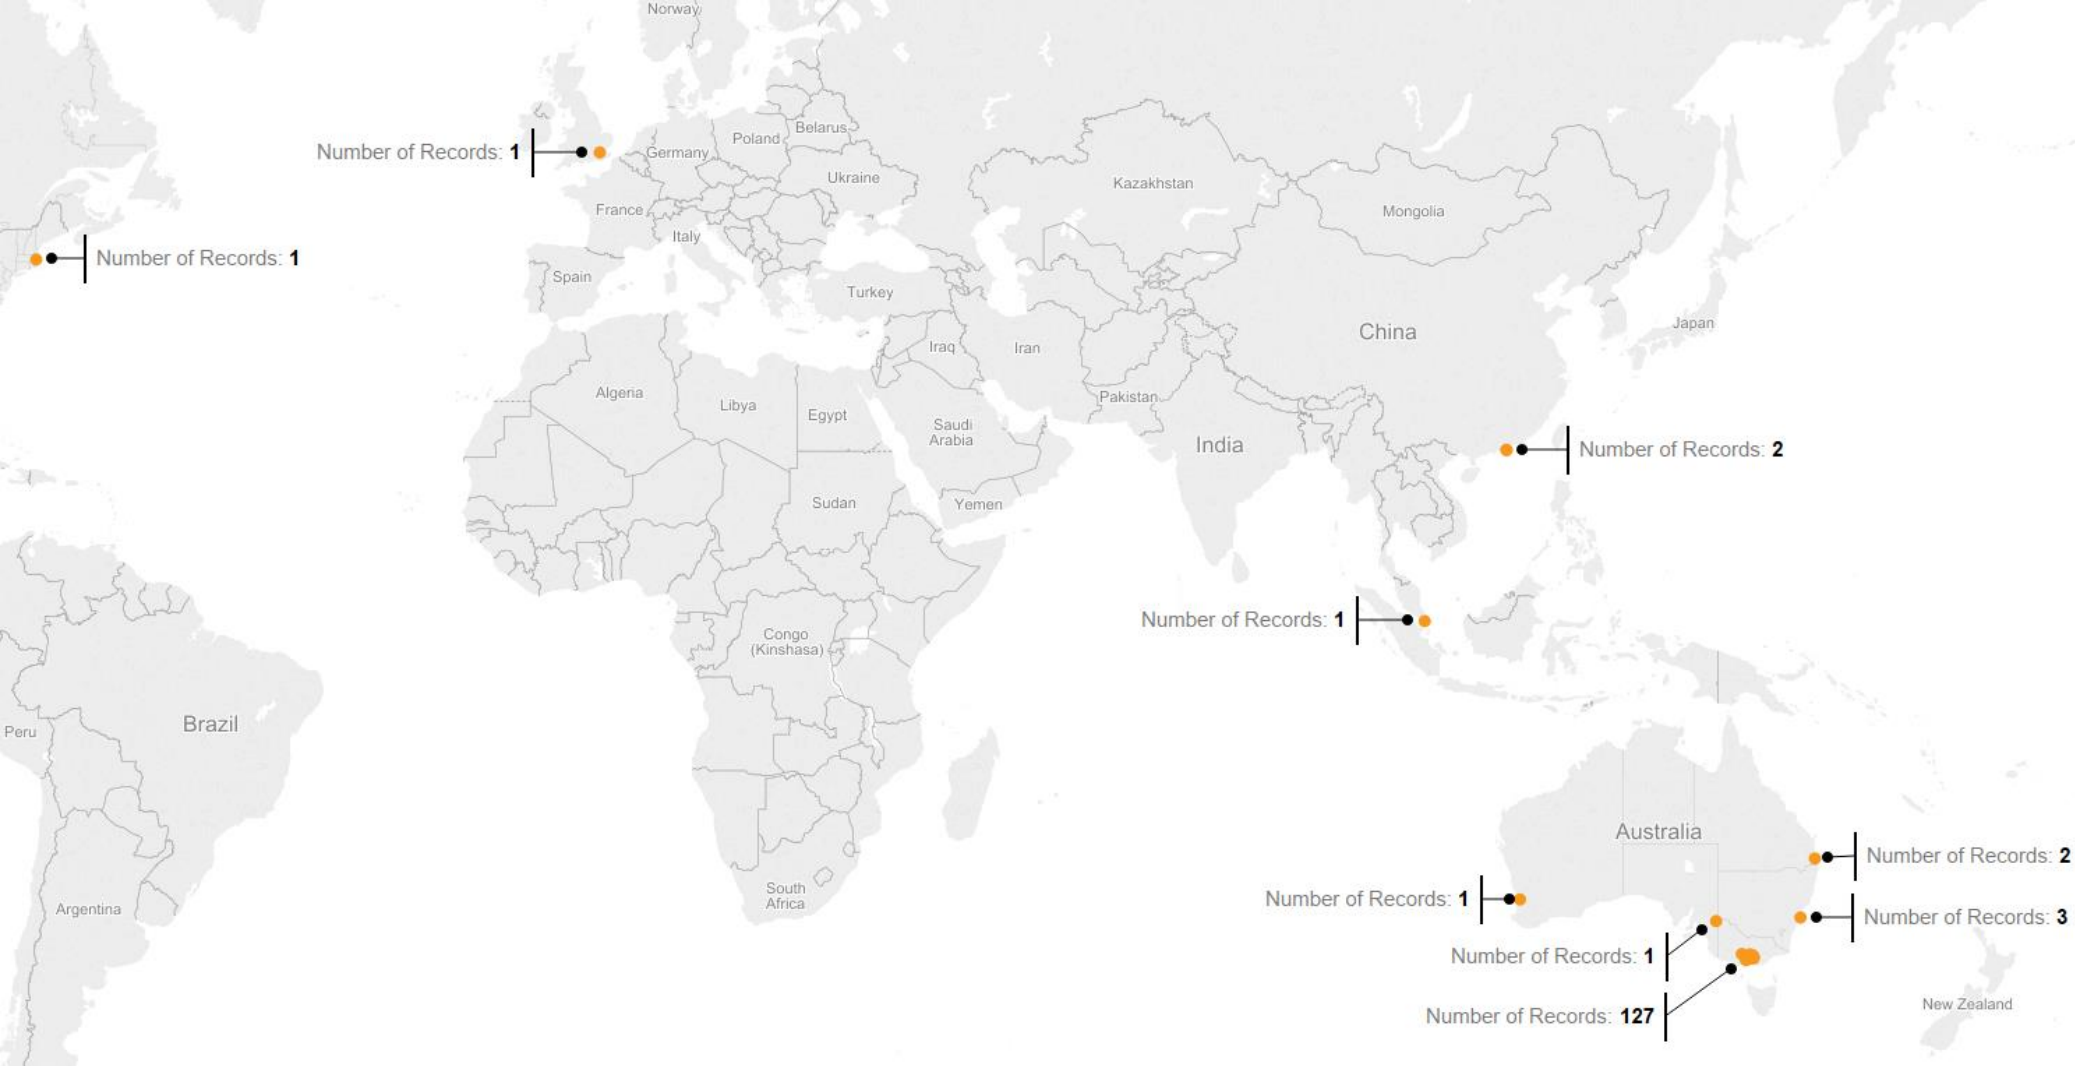 Norway
Number of Records: 1
Poland
Belarus
Germany
Ukraine
Kazakhstan
France
Mongolia
Italy
Number of Records: 1
Spain
Turkey
Japan
China
Iraq
Iran
Algeria
Libya
Egypt
Pakistan
Saudi
Arabia
India
Number of Records: 2
Sudan
Yemen
Number of Records: 1
Congo
(Kinshasa)
Brazil
Peru
Australia
Number of Records: 2
South
Africa
Number of Records: 1
Argentina
Number of Records: 3
Number of Records: 1
New Zealand
Number of Records: 127